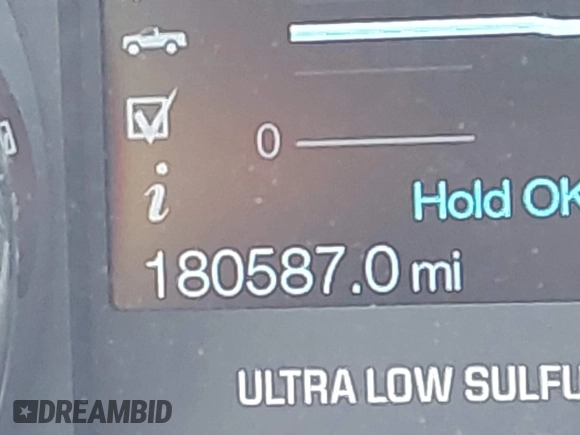 0
Hold OK
180587.0 mi
ULTRA LOW SULFU
DREAMBID